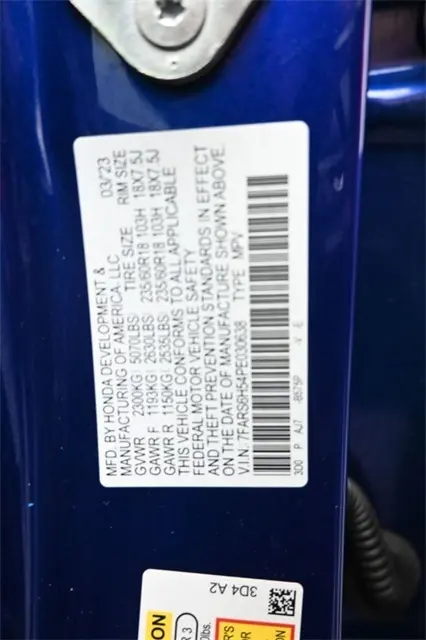 MFD. BY HONDA DEVELOPMENT &
MANUFACTURING OF AMERICA, LLC 03/'23
GVWR 2300KG 5070LBS TIRE SIZE RIM SIZE
GAWR F 1193KG 2630LBS 235/60R18 103H 18X7.5J
GAWR R 1150KG 2535LBS 235/60R18 103H 18X7.5J
THIS VEHICLE CONFORMS TO ALL APPLICABLE
FEDERAL MOTOR VEHICLE SAFETY
AND THEFT PREVENTION STANDARDS IN EFFECT
ON THE DATE OF MANUFACTURE SHOWN ABOVE.
V.I.N. 7FARS6H54PE030638 TYPE MPV
3D0 P AJ7 -B575P -V E
3D4 A2